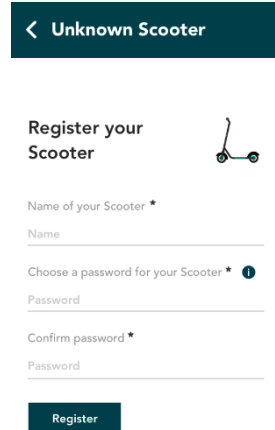 Unknown Scooter
Register your
Scooter
Name of your Scooter *
Name
Choose a password for your Scooter * i
Password
Confirm password *
Password
Register